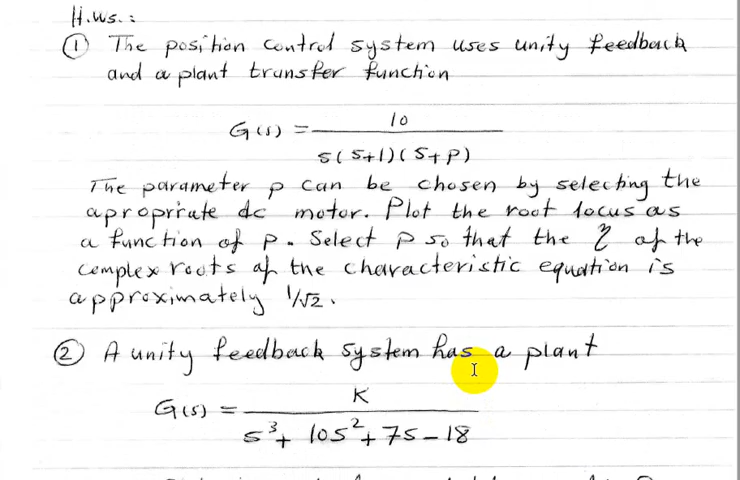 H.Ws.:
① The position control system uses unity feedback
and a plant transfer function
G(s) = 10 / s(s+1)(s+p)
The parameter p can be chosen by selecting the
apropriate dc motor. Plot the root locus as
a function of p. Select p so that the ζ of the
complex roots of the characteristic equation is
approximately 1/√2.
② A unity feedback system has a plant
G(s) = K / s³ + 10s² + 7s - 18